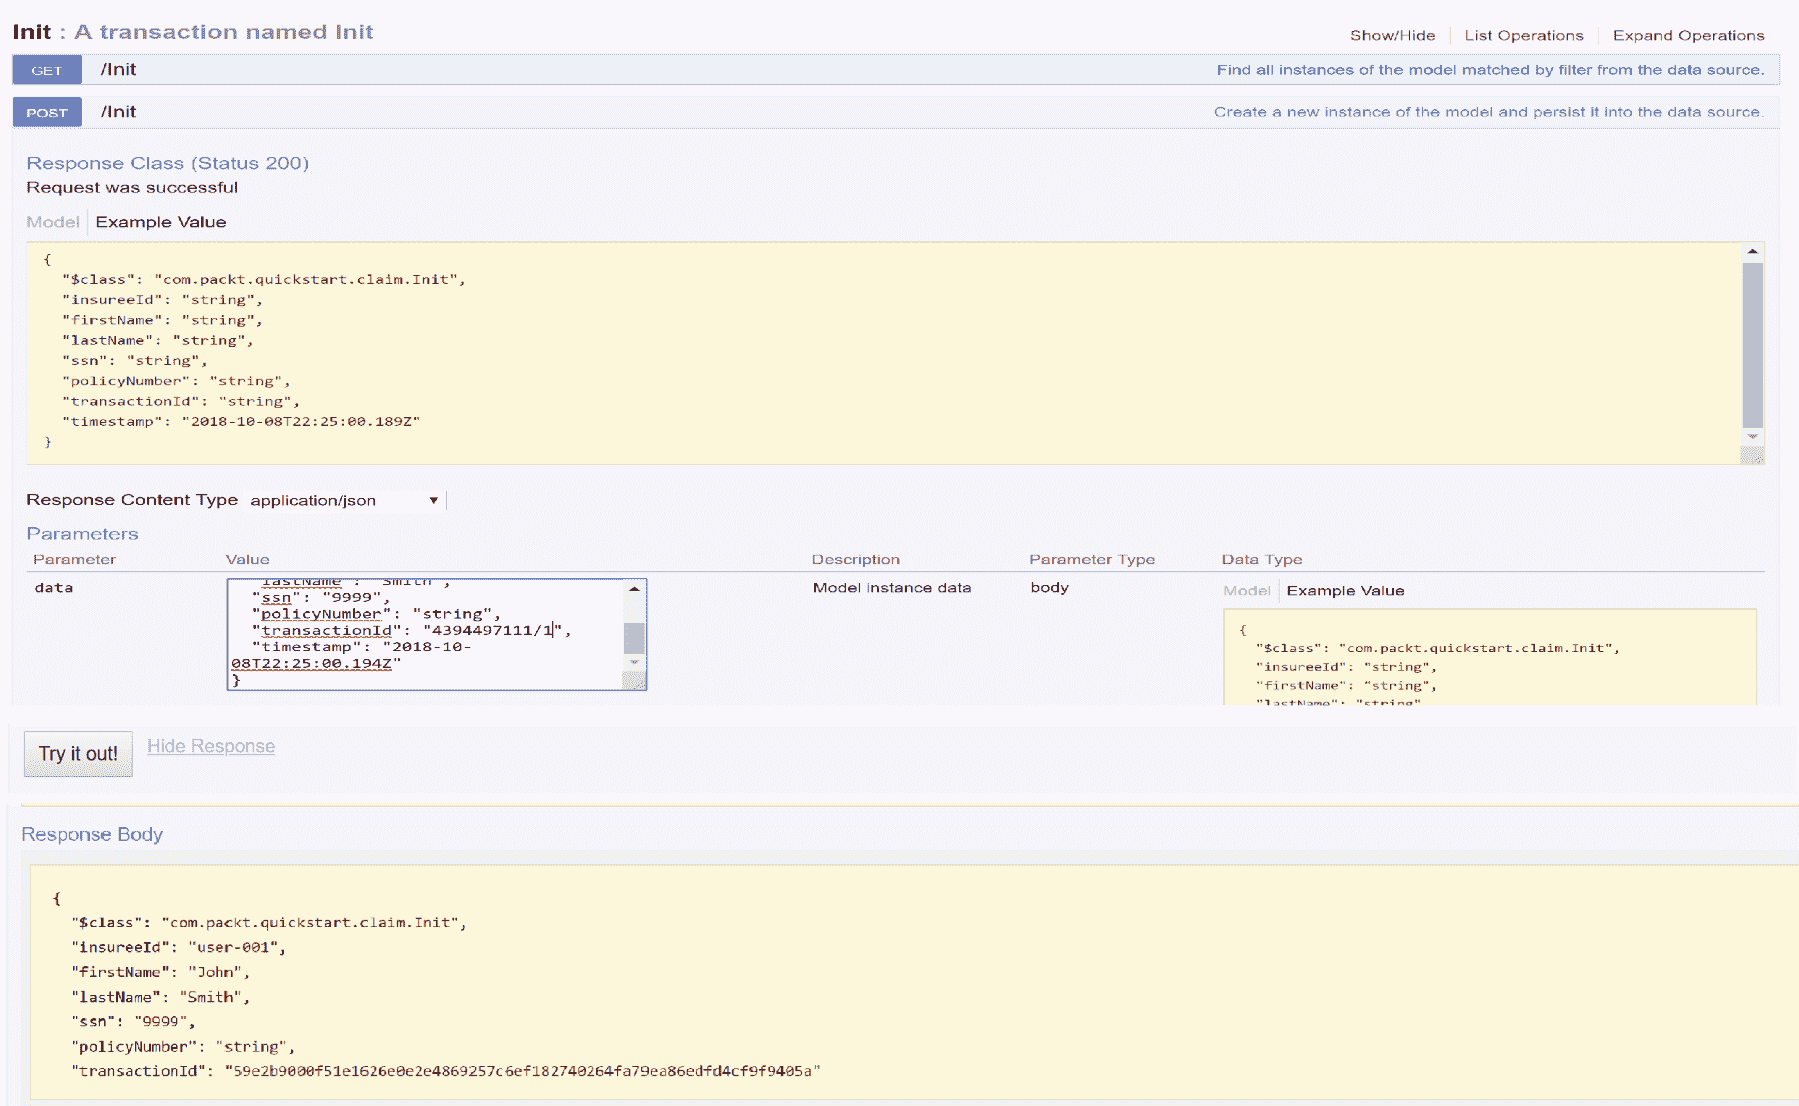 Init : A transaction named Init
Show/Hide List Operations Expand Operations
GET /Init Find all instances of the model matched by filter from the data source.
POST /Init Create a new instance of the model and persist it into the data source.
Response Class (Status 200)
Request was successful
Model Example Value
{
"$class": "com.packt.quickstart.claim.Init",
"insureeId": "string",
"firstName": "string",
"lastName": "string",
"ssn": "string",
"policyNumber": "string",
"transactionId": "string",
"timestamp": "2018-10-08T22:25:00.189Z"
}
Response Content Type application/json
Parameters
Parameter Value Description Parameter Type Data Type
data
"lastName": "Smith",
"ssn": "9999",
"policyNumber": "string",
"transactionId": "4394497111/1",
"timestamp": "2018-10-
08T22:25:00.194Z"
}
Model instance data
body
Model Example Value
{
"$class": "com.packt.quickstart.claim.Init",
"insureeId": "string",
"firstName": "string",
"lastName": "string"
Try it out! Hide Response
Response Body
{
"$class": "com.packt.quickstart.claim.Init",
"insureeId": "user-001",
"firstName": "John",
"lastName": "Smith",
"ssn": "9999",
"policyNumber": "string",
"transactionId": "59e2b9000f51e1626e0e2e4869257c6ef182740264fa79ea86edfd4cf9f9405a"